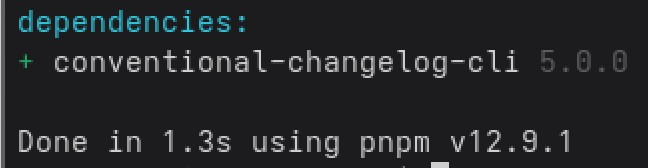 dependencies:
+ conventional-changelog-cli 5.0.0
Done in 1.3s using pnpm v12.9.1